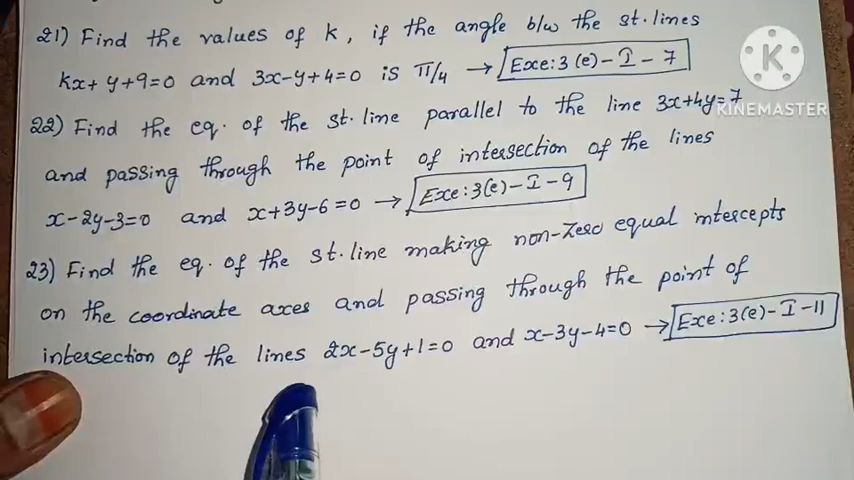 21) Find the values of k, if the angle b/w the st. lines
kx+y+9=0 and 3x-y+4=0 is π/4 → Exe: 3(e)-I-7
22) Find the eq. of the st. line parallel to the line 3x+4y=7
and passing through the point of intersection of the lines
x-2y-3=0 and x+3y-6=0 → Exe: 3(e)-I-9
23) Find the eq. of the st. line making non-zero equal intercepts
on the coordinate axes and passing through the point of
intersection of the lines 2x-5y+1=0 and x-3y-4=0 → Exe: 3(e)-I-11
K
KINEMASTER